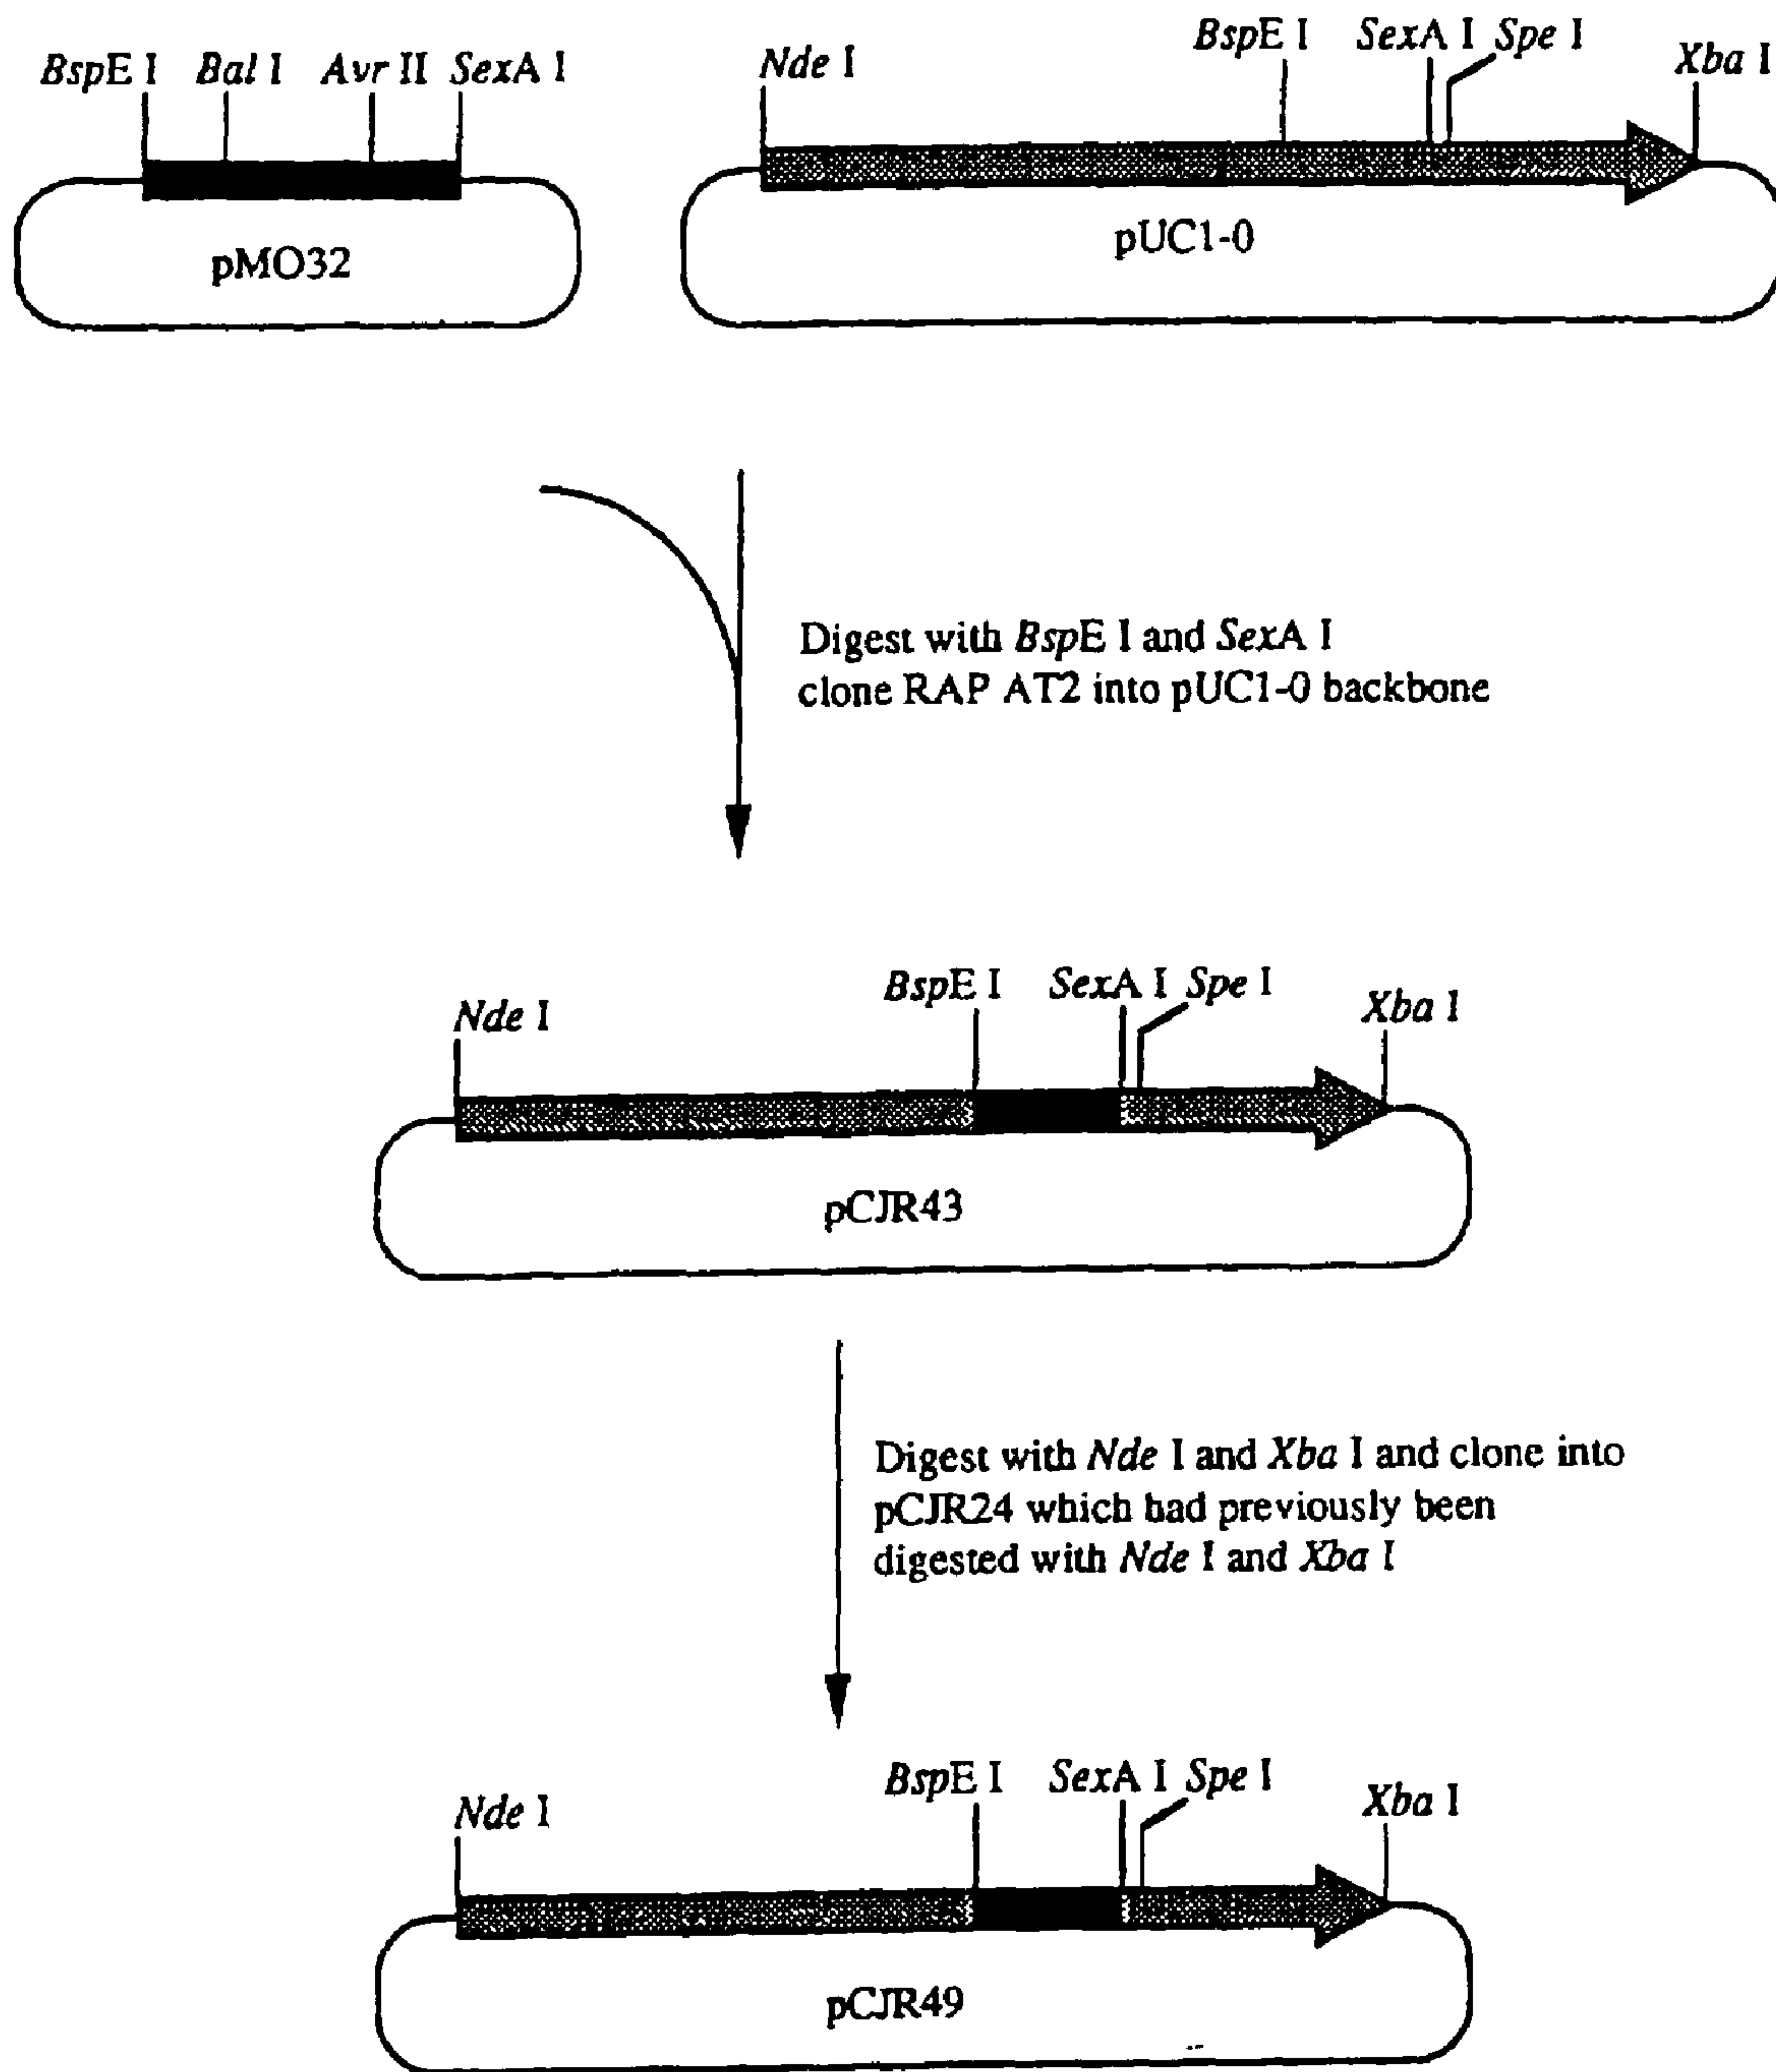 BspE I Bal I Avr II SexA I
pMO32
Nde I BspE I SexA I Spe I Xba I
pUC1-0
Digest with BspE I and SexA I
clone RAP AT2 into pUC1-0 backbone
Nde I BspE I SexA I Spe I Xba I
pCJR43
Digest with Nde I and Xba I and clone into
pCJR24 which had previously been
digested with Nde I and Xba I
Nde I BspE I SexA I Spe I Xba I
pCJR49